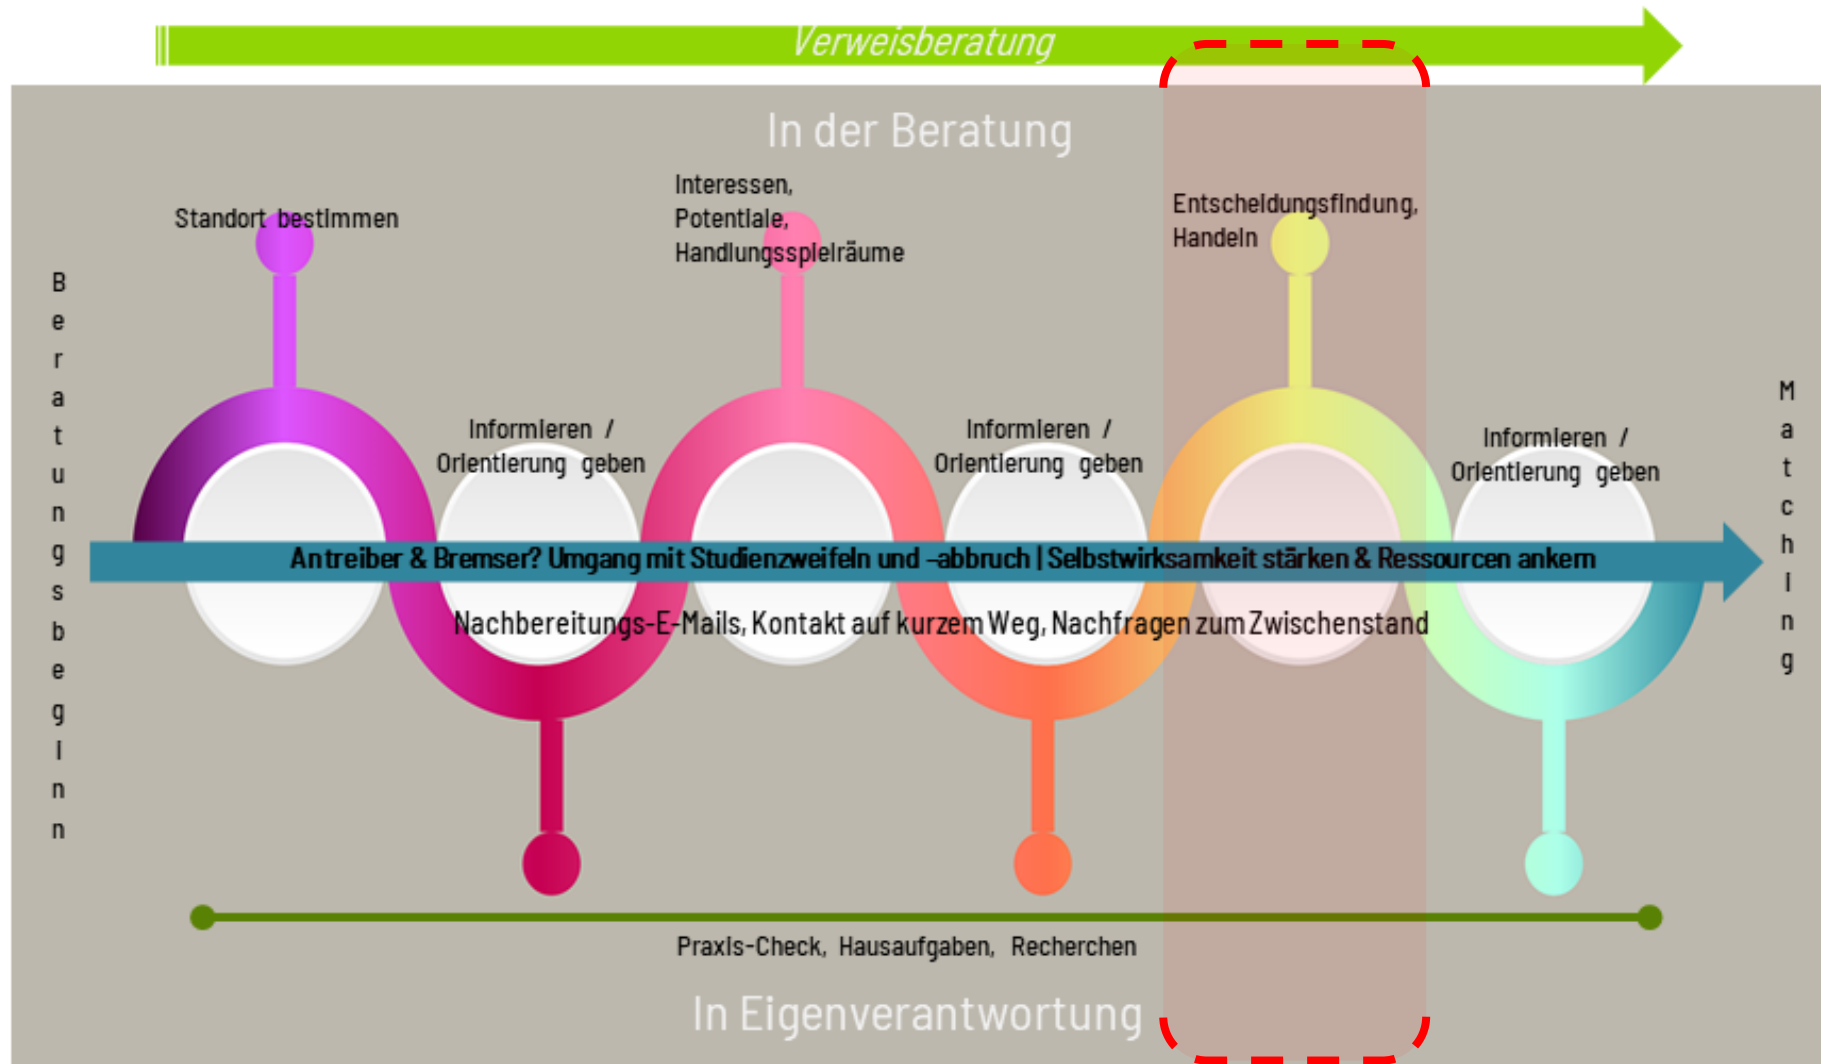 Verweisberatung
In der Beratung
Standort bestimmen
Interessen,
Potentiale,
Handlungsspielräume
Entscheidungsfindung,
Handeln
Beratungsbeginn
Informieren /
Orientierung geben
Informieren /
Orientierung geben
Informieren /
Orientierung geben
Matching
Antreiber & Bremser? Umgang mit Studienzweifeln und –abbruch | Selbstwirksamkeit stärken & Ressourcen ankern
Nachbereitungs-E-Mails, Kontakt auf kurzem Weg, Nachfragen zum Zwischenstand
Praxis-Check, Hausaufgaben, Recherchen
In Eigenverantwortung